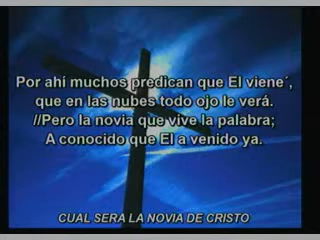 Por ahí muchos predican que El viene´,
que en las nubes todo ojo le verá.
//Pero la novia que vive la palabra;
A conocido que El a venido ya.
CUAL SERA LA NOVIA DE CRISTO